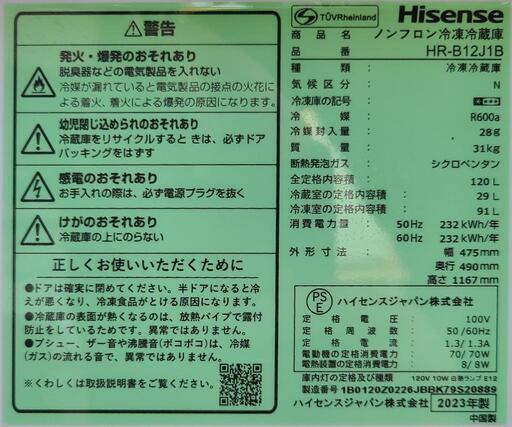 ⚠警告
発火・爆発のおそれあり
脱臭器などの電気製品を入れない
冷媒が漏れていると電気製品の接点の火花に
よる着火、着火による爆発の原因になります。
幼児閉じ込められのおそれあり
冷蔵庫をリサイクルするときは、必ずドア
パッキングをはずす
感電のおそれあり
お手入れの際は、必ず電源プラグを抜く
けがのおそれあり
冷蔵庫の上にのらない
正しくお使いいただくために
●ドアは確実に閉めてください。半ドアになると冷
えが悪くなり、冷凍食品がとける原因になります。
●冷蔵庫の表面が熱くなるのは、放熱パイプで露付
防止をしているためです。異常ではありません。
●プシュー、ザー音や沸騰音(ボコボコ)は、冷媒
(ガス)の流れる音で、異常ではありません。
※くわしくは取扱説明書をご覧ください。
TÜVRheinland
Hisense
商品名 ノンフロン冷凍冷蔵庫
品番 HR-B12J1B
種類: 冷凍冷蔵庫
気候区分: N
冷凍庫の記号:
冷媒: R600a
冷媒封入量: 28g
質量: 31kg
断熱発泡ガス: シクロペンタン
全定格内容積: 120L
冷蔵室の定格内容積: 29L
冷凍室の定格内容積: 91L
消費電力量: 50Hz 232kWh/年
60Hz 232kWh/年
外形寸法: 幅 475mm
奥行 490mm
高さ 1167mm
PS
E
ハイセンスジャパン株式会社
定格電圧: 100V
定格周波数: 50/60Hz
定格電流: 1.3/1.3A
電動機の定格消費電力: 70/70W
電熱装置の定格消費電力: 8/8W
庫内灯の定格及び種類: 120V 10W 白熱ランプ E12
製造番号:1B0120Z0226JBBK79S20889
ハイセンスジャパン株式会社 2023年製
中国製